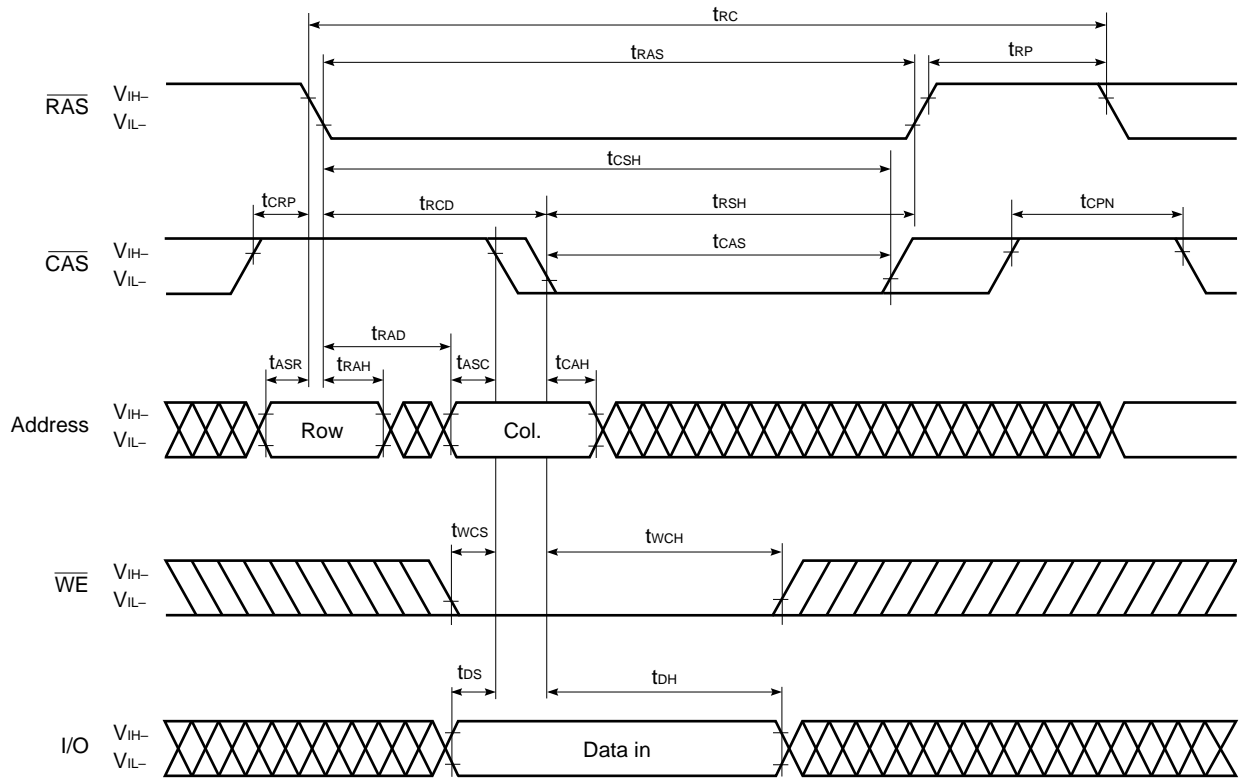 tRC
tRAS
tRP
RAS
VIH–
VIL–
tCSH
tCRP
tRCD
tRSH
tCPN
tCAS
CAS
VIH–
VIL–
tRAD
tASR
tRAH
tASC
tCAH
Address
VIH–
VIL–
Row
Col.
tWCS
tWCH
WE
VIH–
VIL–
tDS
tDH
I/O
VIH–
VIL–
Data in